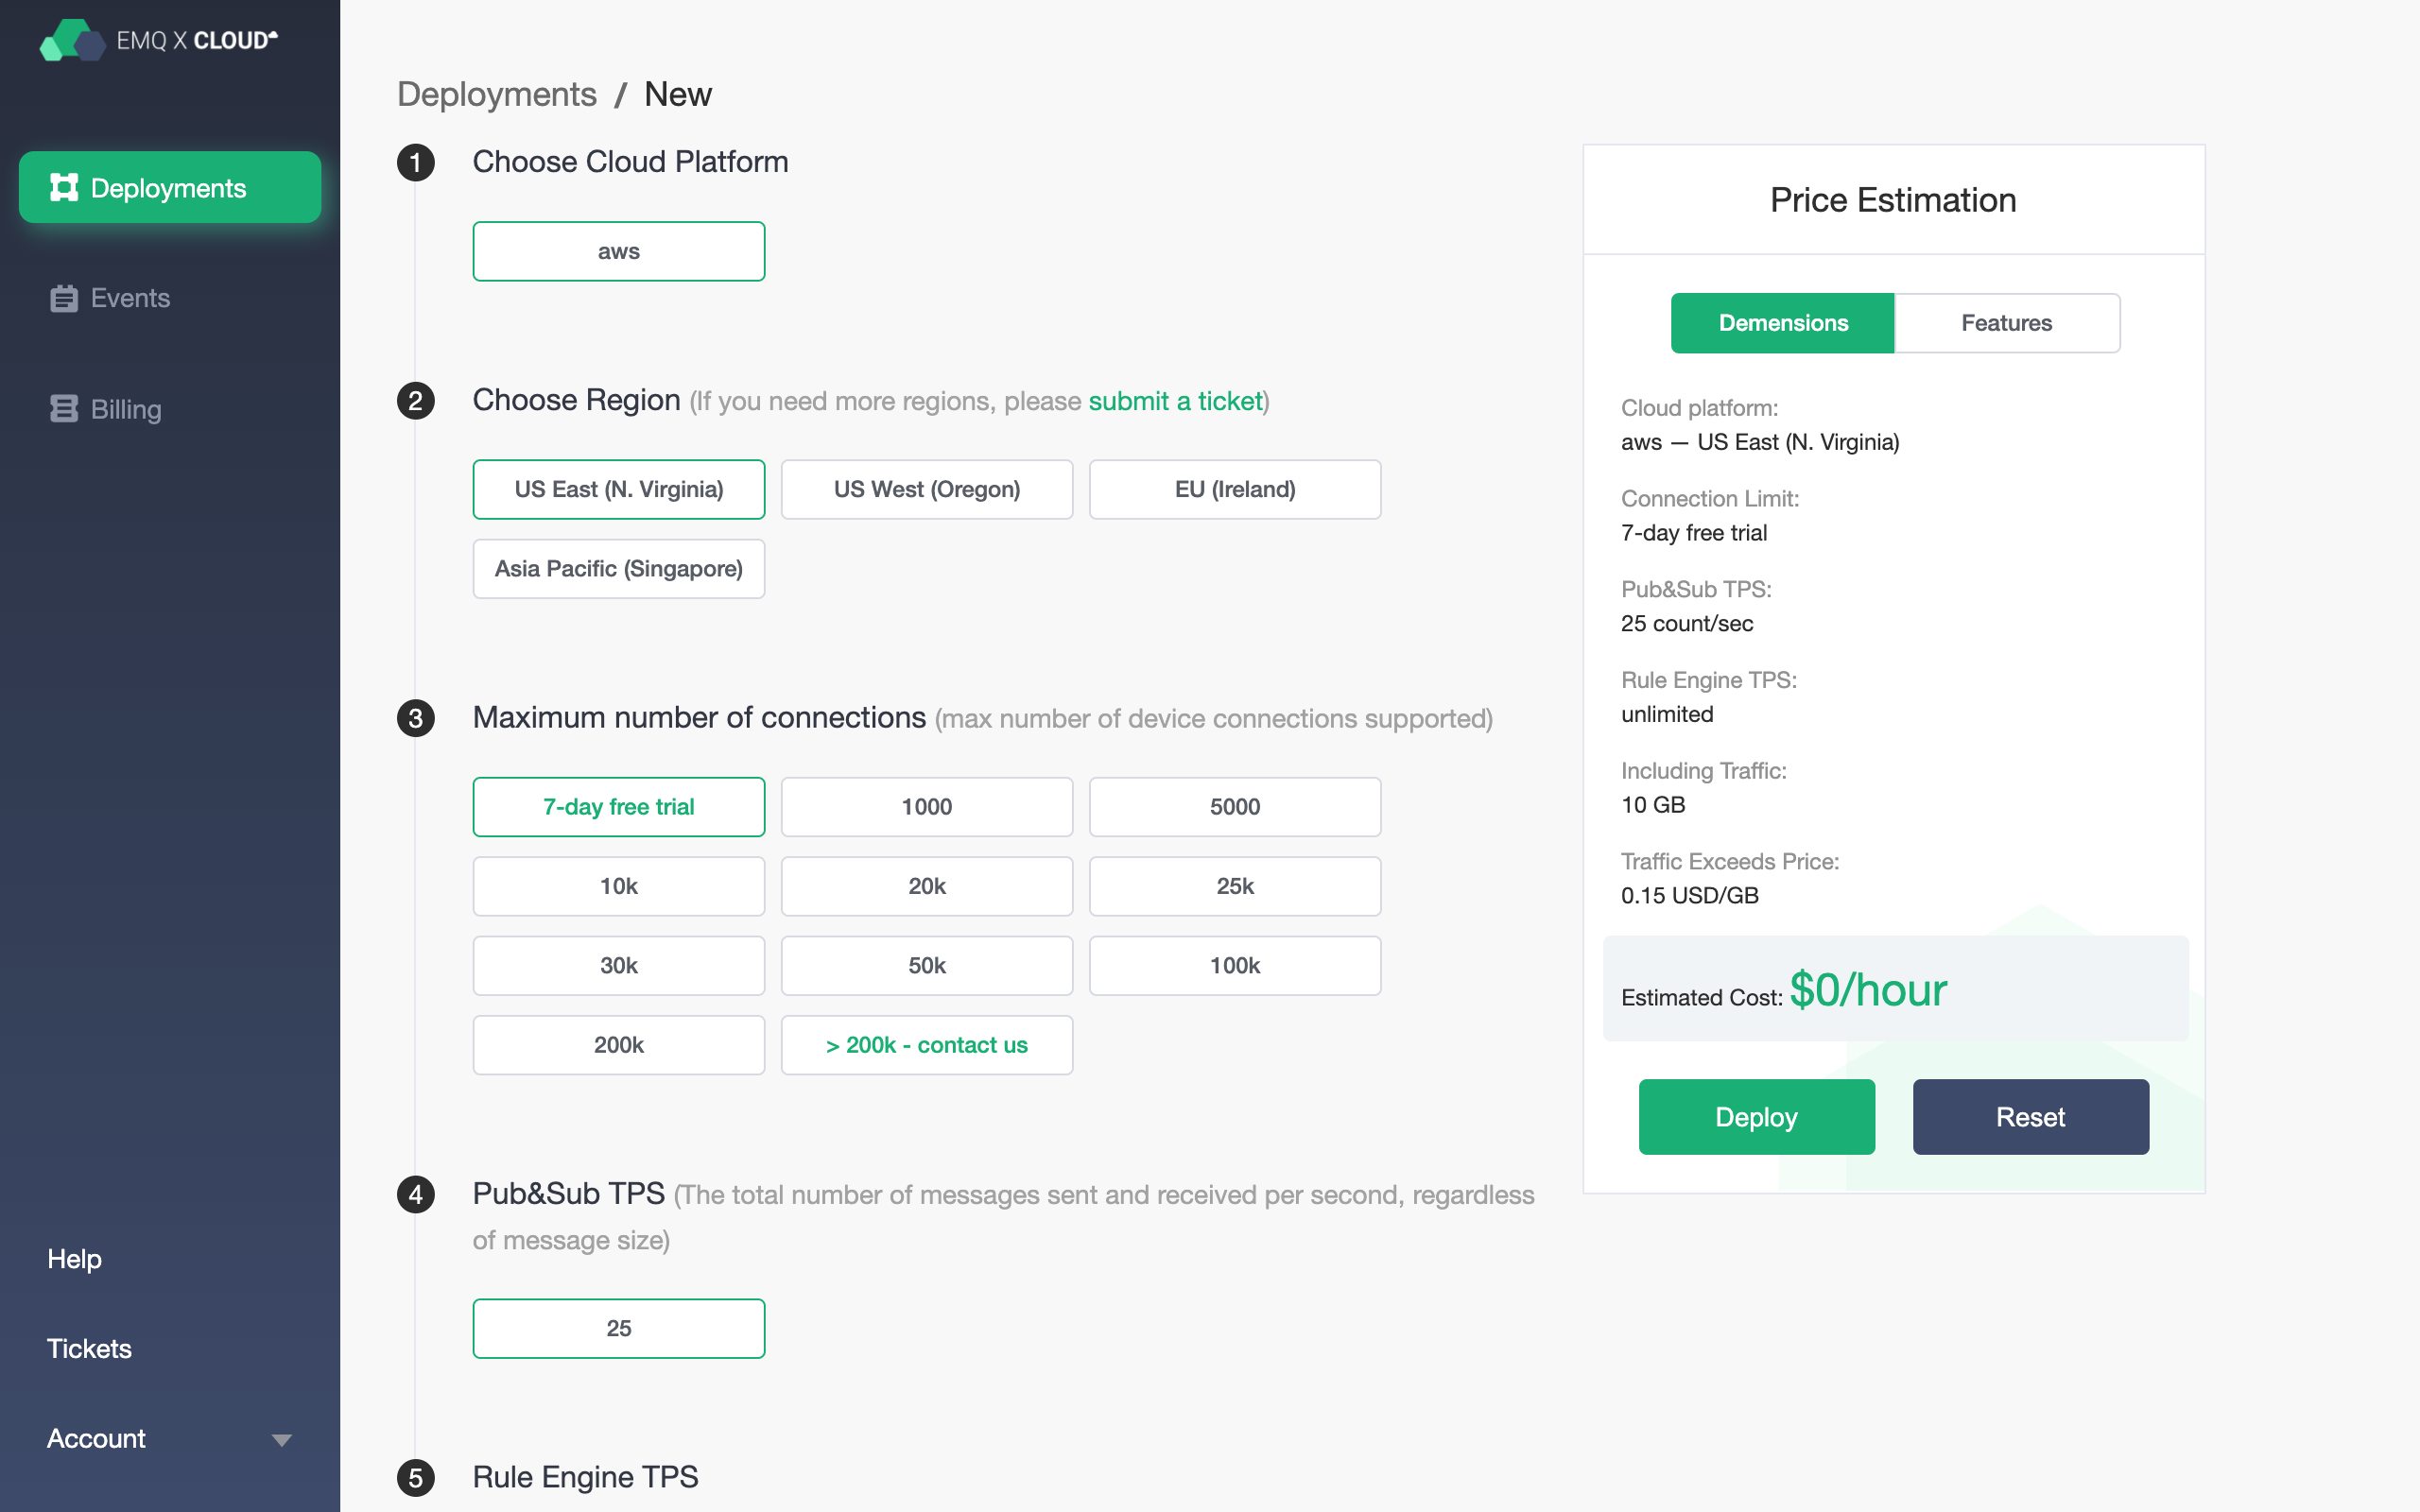 EMQ X CLOUD
Deployments
Events
Billing
Help
Tickets
Account
Deployments / New
1 Choose Cloud Platform
aws
2 Choose Region (If you need more regions, please submit a ticket)
US East (N. Virginia)
US West (Oregon)
EU (Ireland)
Asia Pacific (Singapore)
3 Maximum number of connections (max number of device connections supported)
7-day free trial
1000
5000
10k
20k
25k
30k
50k
100k
200k
> 200k - contact us
4 Pub&Sub TPS (The total number of messages sent and received per second, regardless
of message size)
25
5 Rule Engine TPS
Price Estimation
Demensions
Features
Cloud platform:
aws — US East (N. Virginia)
Connection Limit:
7-day free trial
Pub&Sub TPS:
25 count/sec
Rule Engine TPS:
unlimited
Including Traffic:
10 GB
Traffic Exceeds Price:
0.15 USD/GB
Estimated Cost: $0/hour
Deploy
Reset